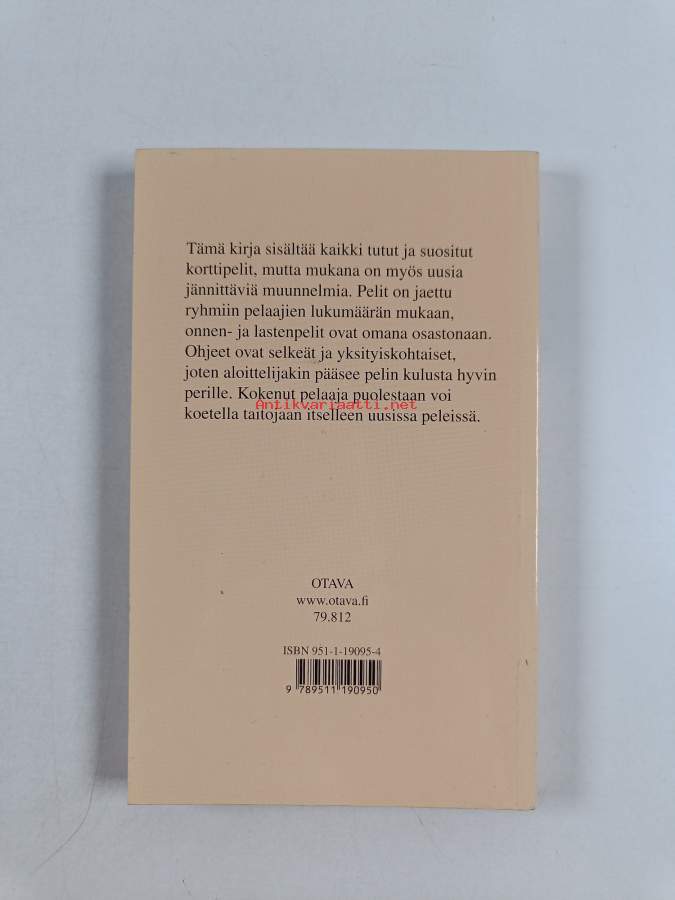 Tämä kirja sisältää kaikki tutut ja suositut
korttipelit, mutta mukana on myös uusia
jännittäviä muunnelmia. Pelit on jaettu
ryhmiin pelaajien lukumäärän mukaan,
onnen- ja lastenpelit ovat omana osastonaan.
Ohjeet ovat selkeät ja yksityiskohtaiset,
joten aloittelijakin pääsee pelin kulusta hyvin
perille. Kokenut pelaaja puolestaan voi
Antikvariaatti.net
koetella taitojaan itselleen uusissa peleissä.
OTAVA
www.otava.fi
79.812
ISBN 951-1-19095-4
9 789511 190950